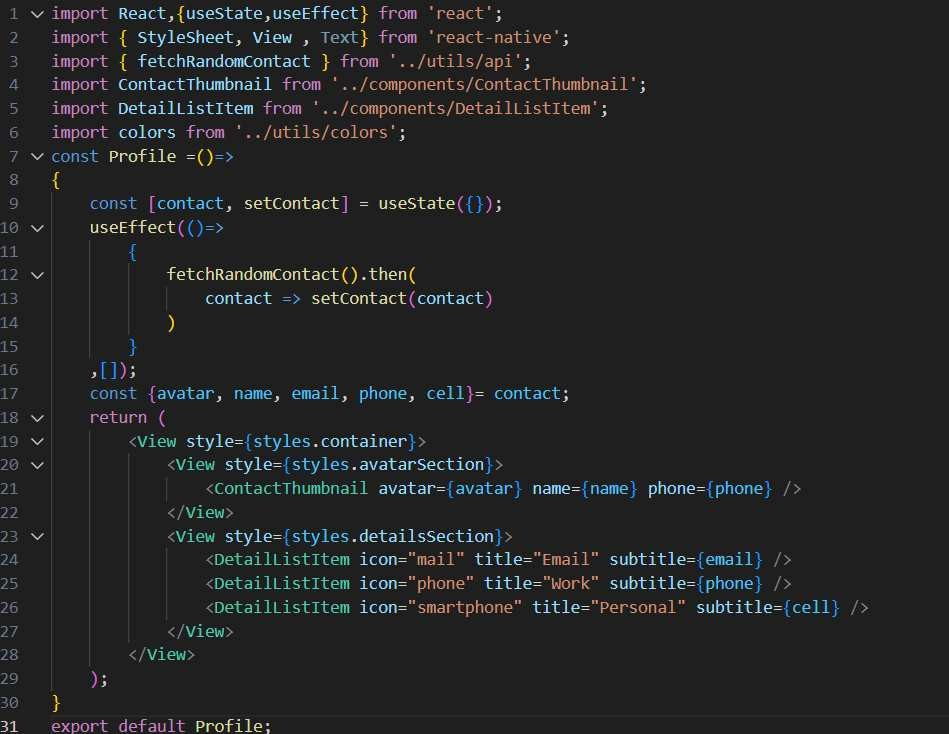 1 import React,{useState,useEffect} from 'react';
2 import { StyleSheet, View , Text} from 'react-native';
3 import { fetchRandomContact } from '../utils/api';
4 import ContactThumbnail from '../components/ContactThumbnail';
5 import DetailListItem from '../components/DetailListItem';
6 import colors from '../utils/colors';
7 const Profile =()=>
8 {
9     const [contact, setContact] = useState({});
10     useEffect(()=>
11         {
12             fetchRandomContact().then(
13                 contact => setContact(contact)
14             )
15         }
16     ,[]);
17     const {avatar, name, email, phone, cell}= contact;
18     return (
19         <View style={styles.container}>
20             <View style={styles.avatarSection}>
21                 <ContactThumbnail avatar={avatar} name={name} phone={phone} />
22             </View>
23             <View style={styles.detailsSection}>
24                 <DetailListItem icon="mail" title="Email" subtitle={email} />
25                 <DetailListItem icon="phone" title="Work" subtitle={phone} />
26                 <DetailListItem icon="smartphone" title="Personal" subtitle={cell} />
27             </View>
28         </View>
29     );
30 }
31 export default Profile;